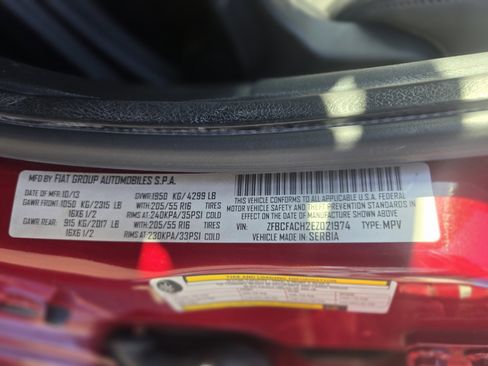 MFD BY FIAT GROUP AUTOMOBILES S.P.A.
DATE OF MFR: 10/13 GVWR: 1950 KG/4299 LB
GAWR FRONT: 1050 KG/2315 LB WITH 205/55 R16 TIRES
16X6 1/2 RIMS AT 240KPA/35PSI COLD
GAWR REAR: 915 KG/2017 LB WITH 205/55 R16 TIRES
16X6 1/2 RIMS AT 230KPA/33PSI COLD
THIS VEHICLE CONFORMS TO ALL APPLICABLE U.S.A. FEDERAL
MOTOR VEHICLE SAFETY, BUMPER, AND THEFT PREVENTION STANDARDS IN
EFFECT ON THE DATE OF MANUFACTURE SHOWN ABOVE.
VIN: ZFBCFACH2EZ021974 TYPE: MPV
VEHICLE MADE IN SERBIA